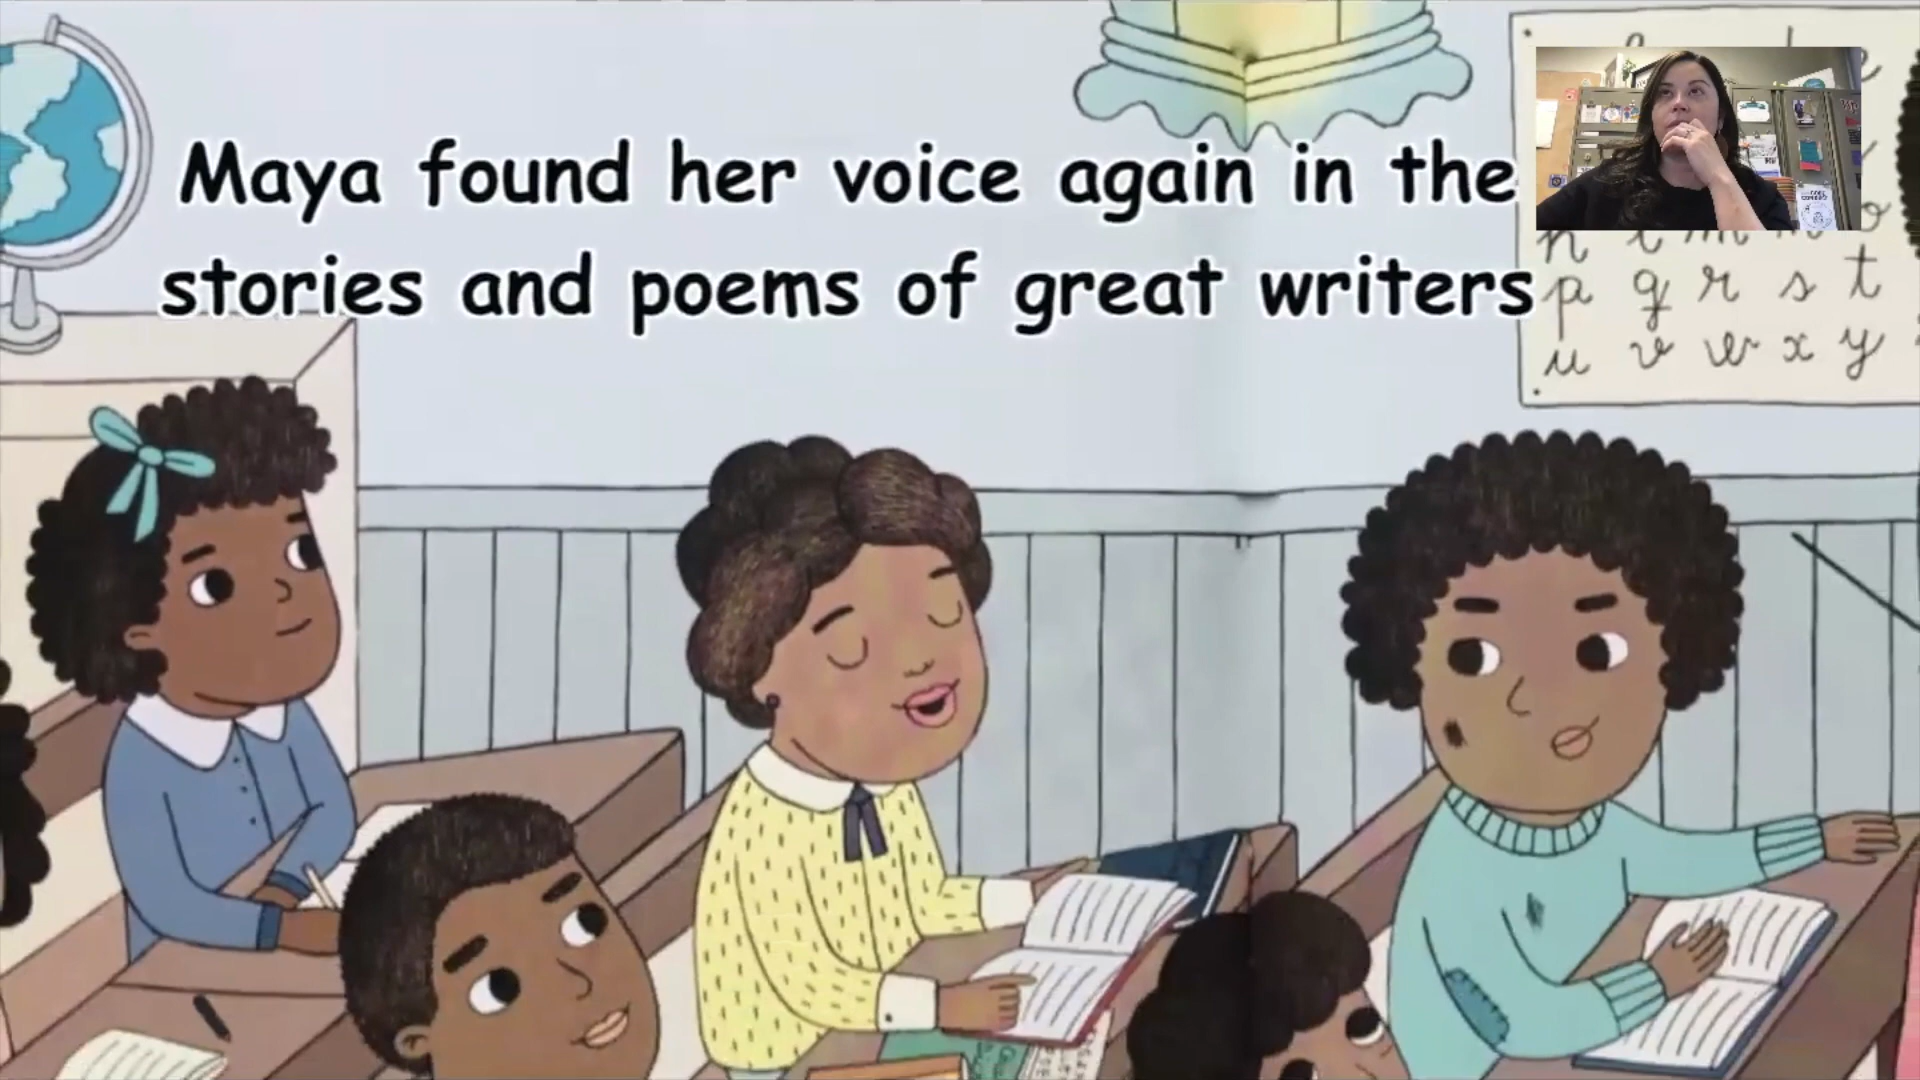 Maya found her voice again in the
stories and poems of great writers
p q r s t
u v w x y